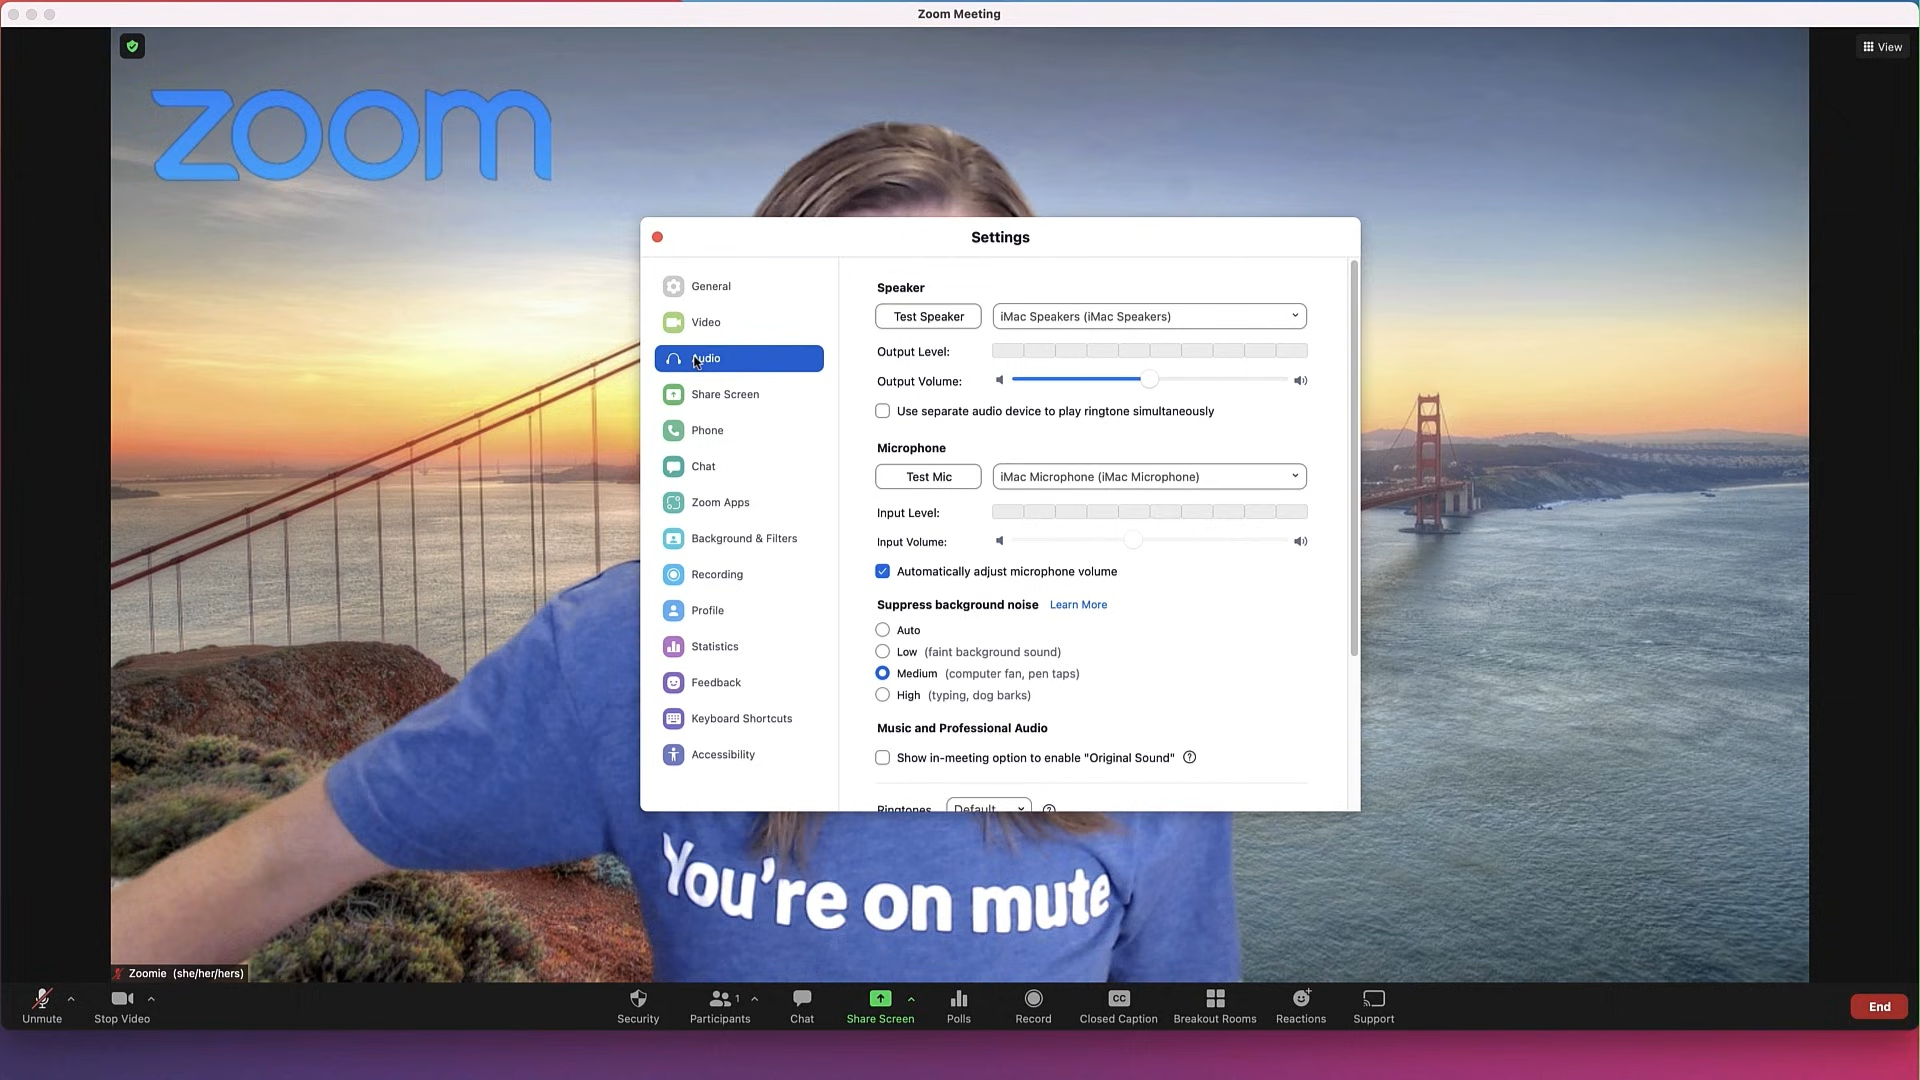 Zoom Meeting
View
zoom
Settings
General
Video
Audio
Share Screen
Phone
Chat
Zoom Apps
Background & Filters
Recording
Profile
Statistics
Feedback
Keyboard Shortcuts
Accessibility
Speaker
Test Speaker
iMac Speakers (iMac Speakers)
Output Level:
Output Volume:
Use separate audio device to play ringtone simultaneously
Microphone
Test Mic
iMac Microphone (iMac Microphone)
Input Level:
Input Volume:
Automatically adjust microphone volume
Suppress background noise Learn More
Auto
Low (faint background sound)
Medium (computer fan, pen taps)
High (typing, dog barks)
Music and Professional Audio
Show in-meeting option to enable "Original Sound" ?
Ringtones Default ?
You're on mute
Zoomie (she/her/hers)
Unmute
Stop Video
Security
Participants 1
Chat
Share Screen
Polls
Record
CC
Closed Caption
Breakout Rooms
Reactions
Support
End